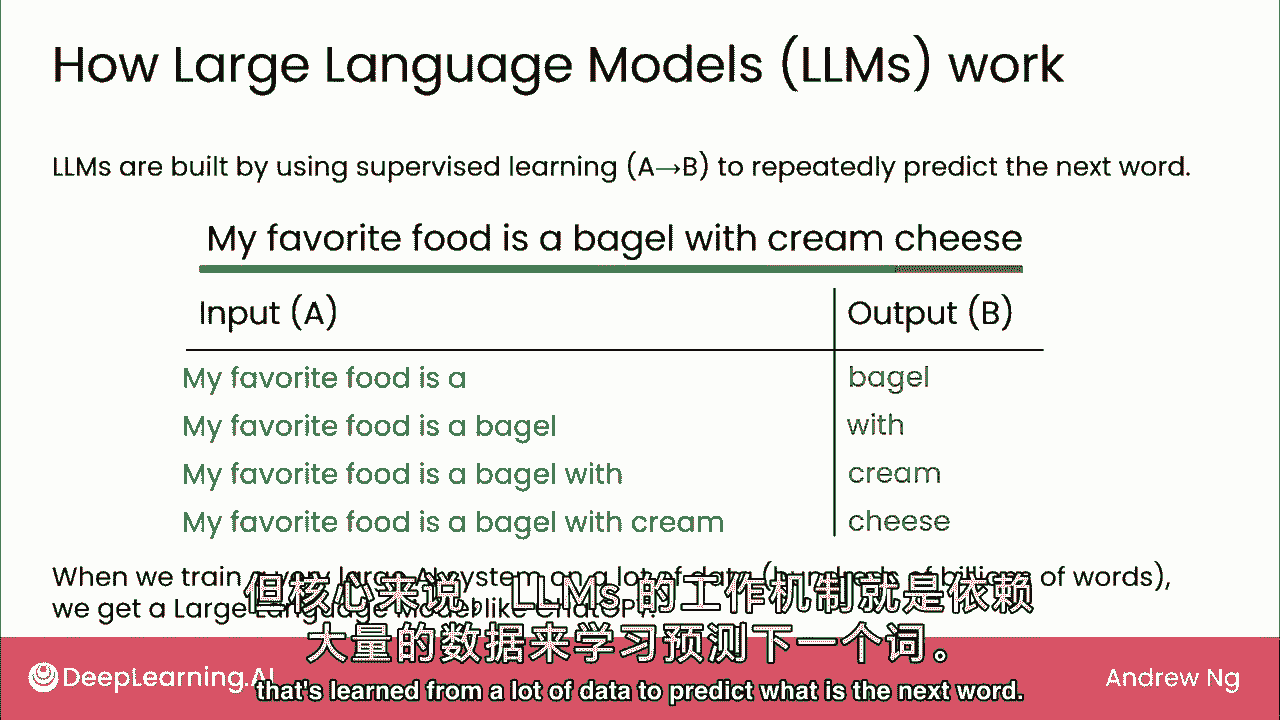 How Large Language Models (LLMs) work
LLMs are built by using supervised learning (A→B) to repeatedly predict the next word.
My favorite food is a bagel with cream cheese
Input (A) Output (B)
My favorite food is a bagel
My favorite food is a bagel with
My favorite food is a bagel with cream
My favorite food is a bagel with cream cheese
When we train a very large AI system on a lot of data (hundreds of billions of words),
we get a Large Language Model like ChatGPT
但核心来说，LLMs 的工作机制就是依赖
大量的数据来学习预测下一个词。
DeepLearning.AI
that's learned from a lot of data to predict what is the next word.
Andrew Ng